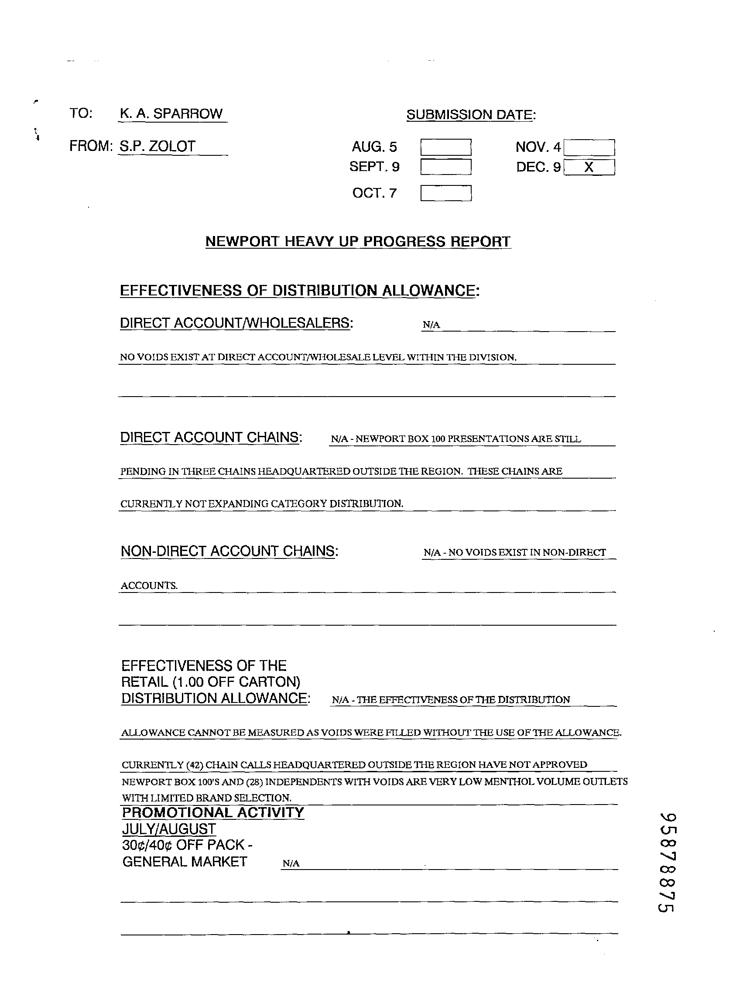 TO: K. A. SPARROW
SUBMISSION DATE:
FROM: S.P. ZOLOT
AUG. 5
NOV. 4
SEPT. 9
DEC. 9 X
OCT. 7
NEWPORT HEAVY UP PROGRESS REPORT
EFFECTIVENESS OF DISTRIBUTION ALLOWANCE:
DIRECT ACCOUNT/WHOLESALERS: N/A
NO VOIDS EXIST AT DIRECT ACCOUNT/WHOLESALE LEVEL WITHIN THE DIVISION.
DIRECT ACCOUNT CHAINS: N/A - NEWPORT BOX 100 PRESENTATIONS ARE STILL
PENDING IN THREE CHAINS HEADQUARTERED OUTSIDE THE REGION. THESE CHAINS ARE
CURRENTLY NOT EXPANDING CATEGORY DISTRIBUTION.
NON-DIRECT ACCOUNT CHAINS: N/A - NO VOIDS EXIST IN NON-DIRECT
ACCOUNTS.
EFFECTIVENESS OF THE
RETAIL (1.00 OFF CARTON)
DISTRIBUTION ALLOWANCE: N/A - THE EFFECTIVENESS OF THE DISTRIBUTION
ALLOWANCE CANNOT BE MEASURED AS VOIDS WERE FILLED WITHOUT THE USE OF THE ALLOWANCE.
CURRENTLY (42) CHAIN CALLS HEADQUARTERED OUTSIDE THE REGION HAVE NOT APPROVED
NEWPORT BOX 100'S AND (28) INDEPENDENTS WITH VOIDS ARE VERY LOW MENTHOL VOLUME OUTLETS
WITH LIMITED BRAND SELECTION.
PROMOTIONAL ACTIVITY
JULY/AUGUST
30¢/40¢ OFF PACK -
GENERAL MARKET N/A
95878875